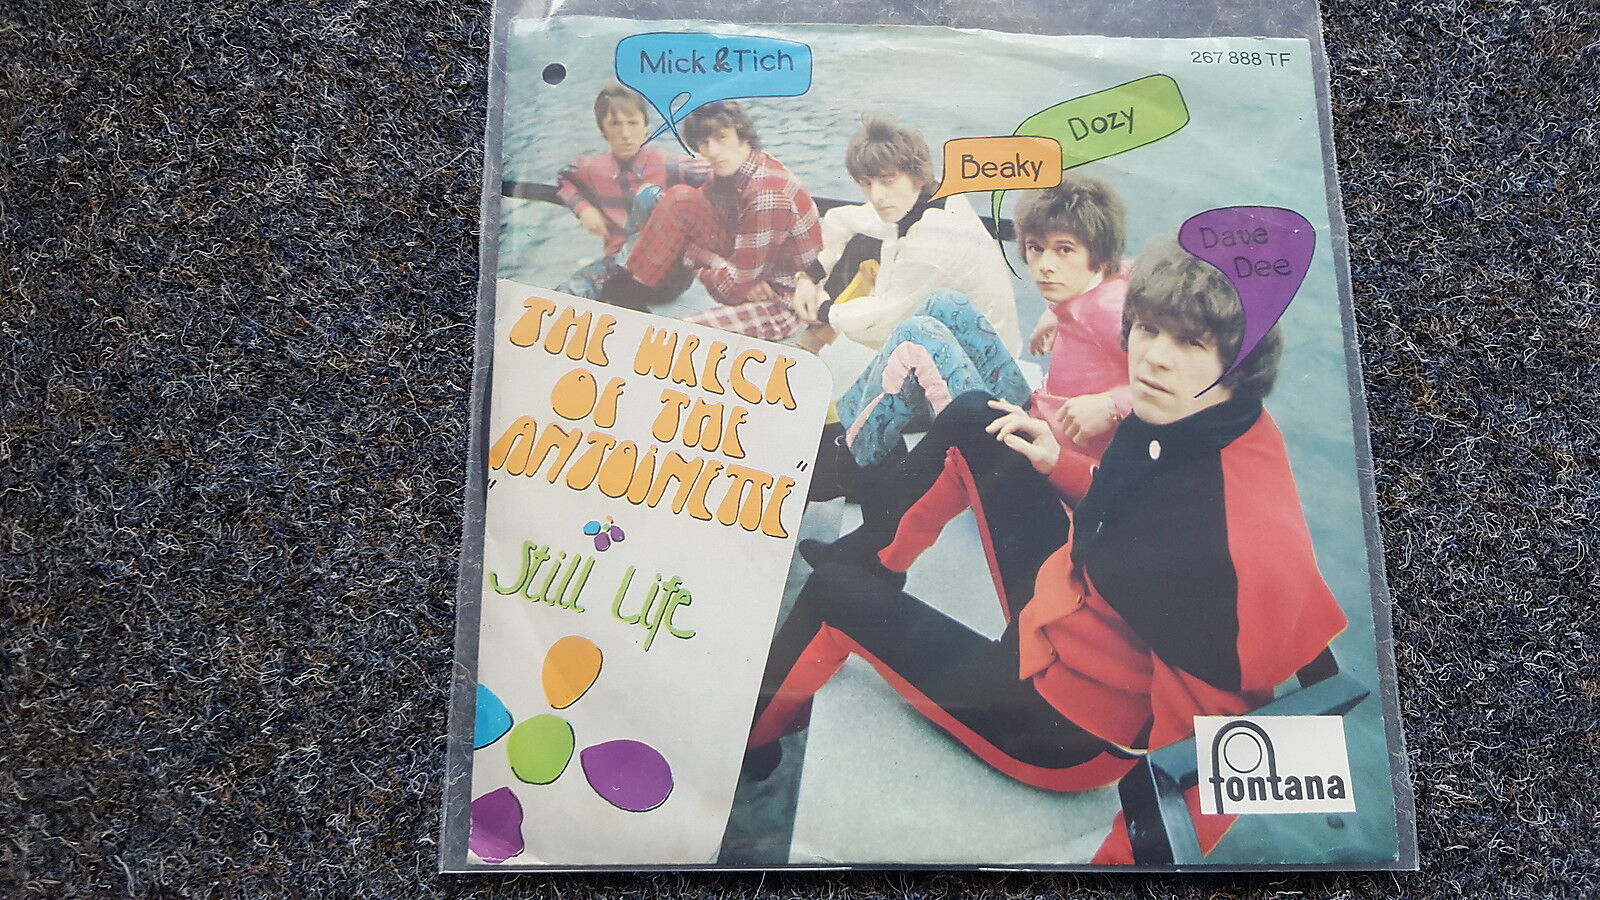 Mick & Tich
267 888 TF
Dozy
Beaky
Dave
Dee
THE WRECK
OF THE
"ANTOiNETTE"
Still Life
fontana